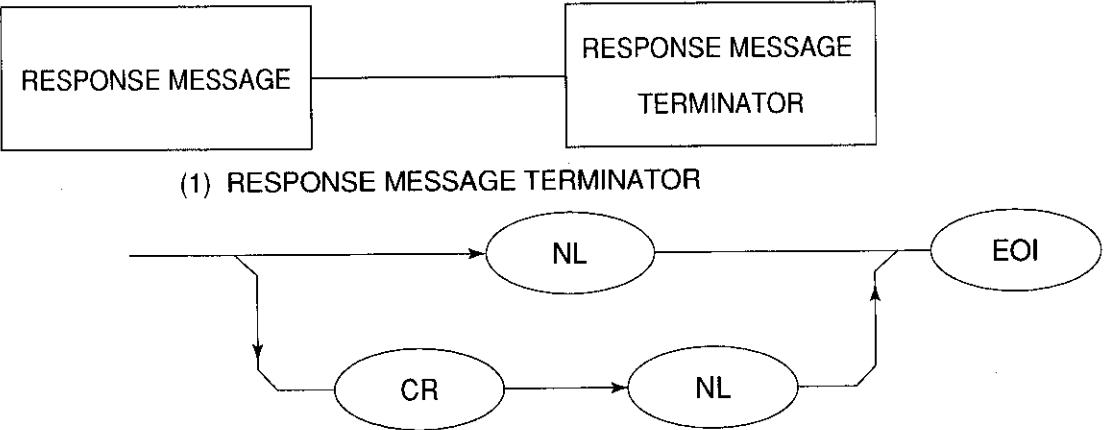 RESPONSE MESSAGE
RESPONSE MESSAGE
TERMINATOR
(1) RESPONSE MESSAGE TERMINATOR
NL
EOI
CR
NL